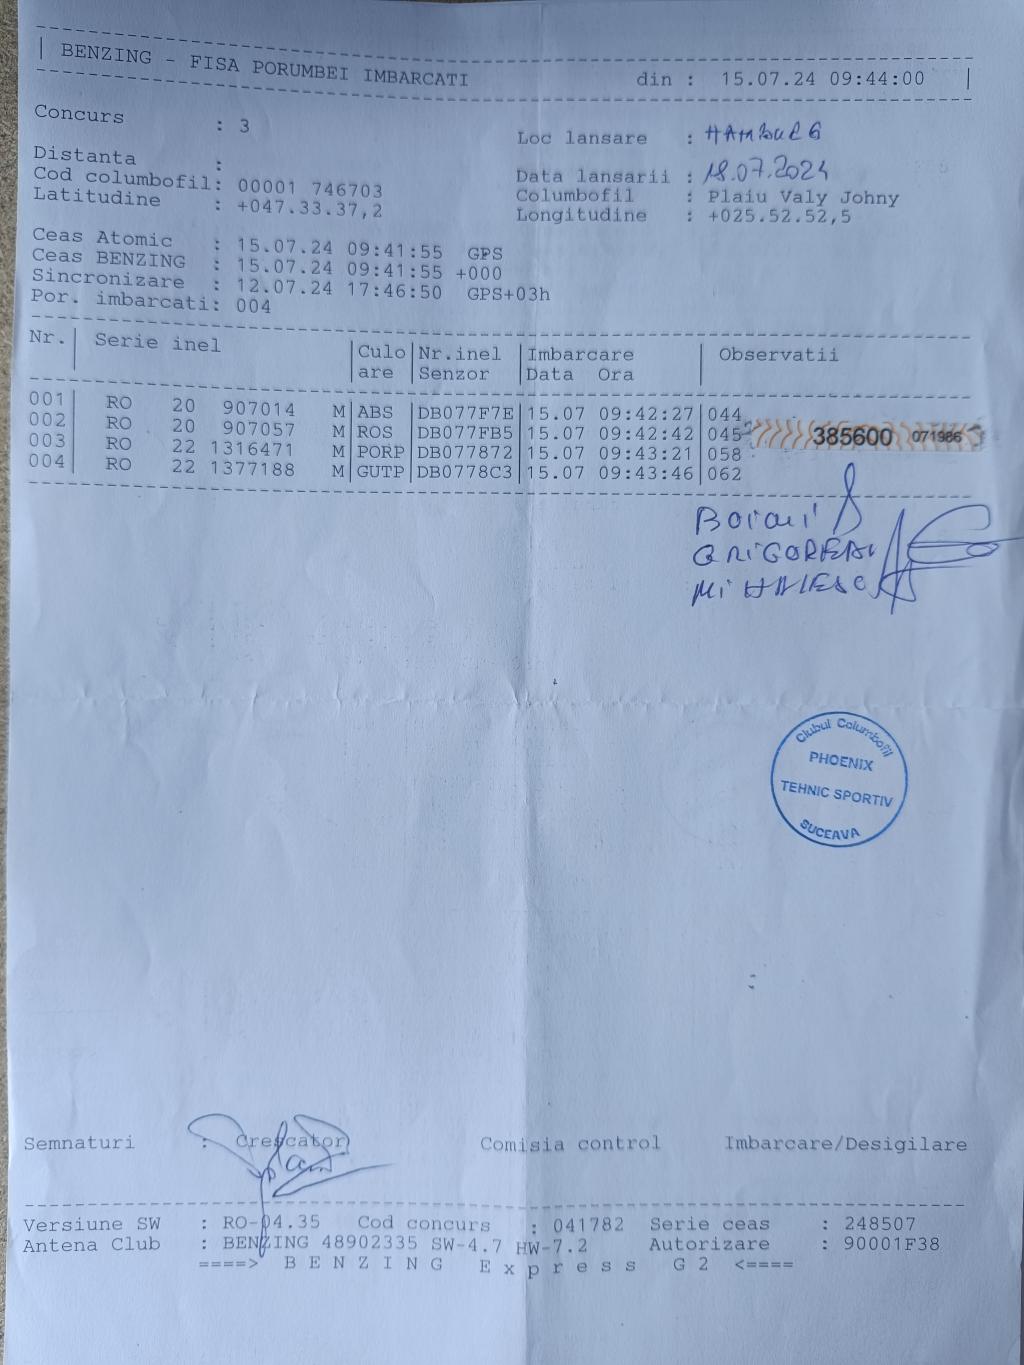 | BENZING - FISA PORUMBEI IMBARCATI din : 15.07.24 09:44:00 |
Concurs : 3 Loc lansare : HAMBURG
Distanta :
Data lansarii : 18.07.2024
Cod columbofil: 00001 746703 Columbofil : Plaiu Valy Johny
Latitudine : +047.33.37,2 Longitudine : +025.52.52,5
Ceas Atomic : 15.07.24 09:41:55 GPS
Ceas BENZING : 15.07.24 09:41:55 +000
Sincronizare : 12.07.24 17:46:50 GPS+03h
Por. imbarcati: 004
Nr.| Serie inel |Culo|Nr.inel |Imbarcare | Observatii
|are |Senzor |Data Ora |
001| RO 20 907014 M|ABS |DB077F7E|15.07 09:42:27|044
002| RO 20 907057 M|ROS |DB077FB5|15.07 09:42:42|045 385600 071986
003| RO 22 1316471 M|PORP|DB077872|15.07 09:43:21|058
004| RO 22 1377188 M|GUTP|DB0778C3|15.07 09:43:46|062
GRIGOREAN
Clubul Columbofil
PHOENIX
TEHNIC SPORTIV
SUCEAVA
Semnaturi : Crescator Comisia control Imbarcare/Desigilare
Versiune SW : RO-04.35 Cod concurs : 041782 Serie ceas : 248507
Antena Club : BENZING 48902335 SW-4.7 HW-7.2 Autorizare : 90001F38
====> B E N Z I N G E x p r e s s G 2 <====